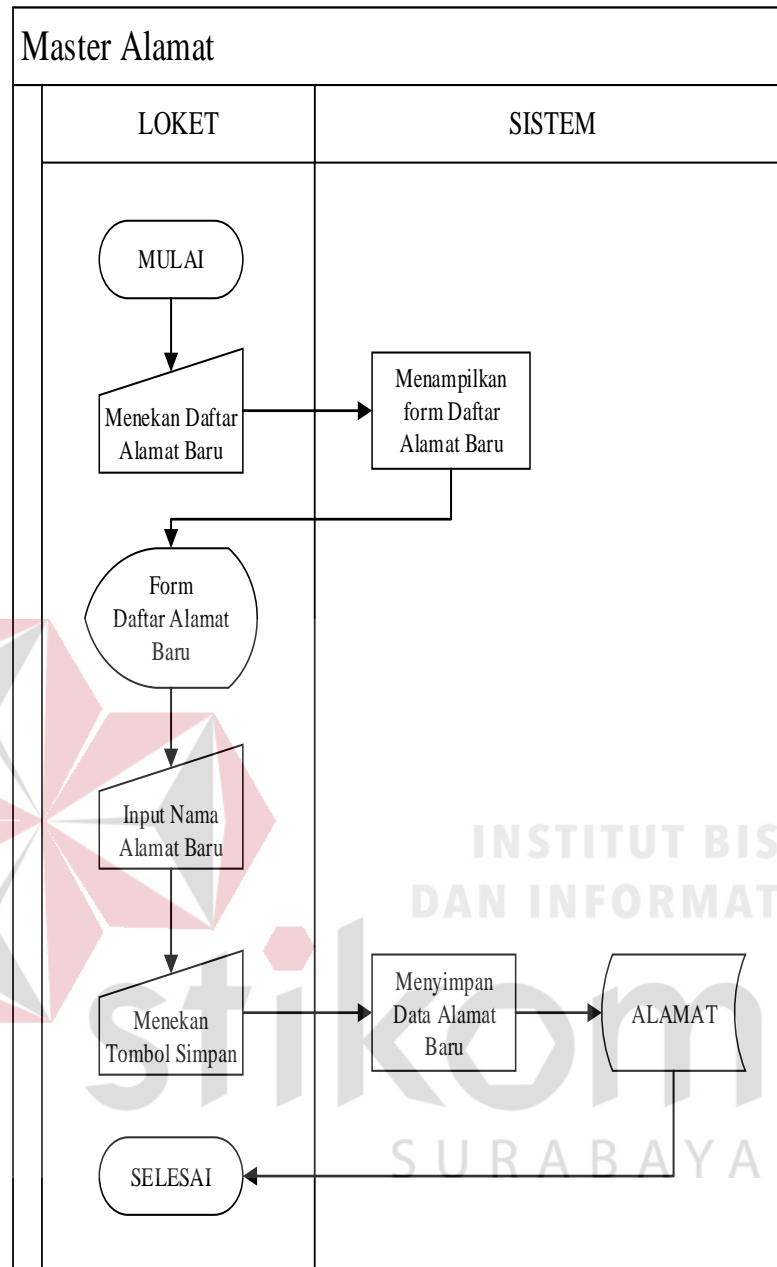 Master Alamat
LOKET
SISTEM
MULAI
Menekan Daftar
Alamat Baru
Menampilkan
form Daftar
Alamat Baru
Form
Daftar Alamat
Baru
Input Nama
Alamat Baru
INSTITUT BIS
DAN INFORMAT
Menekan
Tombol Simpan
Menyimpan
Data Alamat
Baru
ALAMAT
stikom
SURABAYA
SELESAI